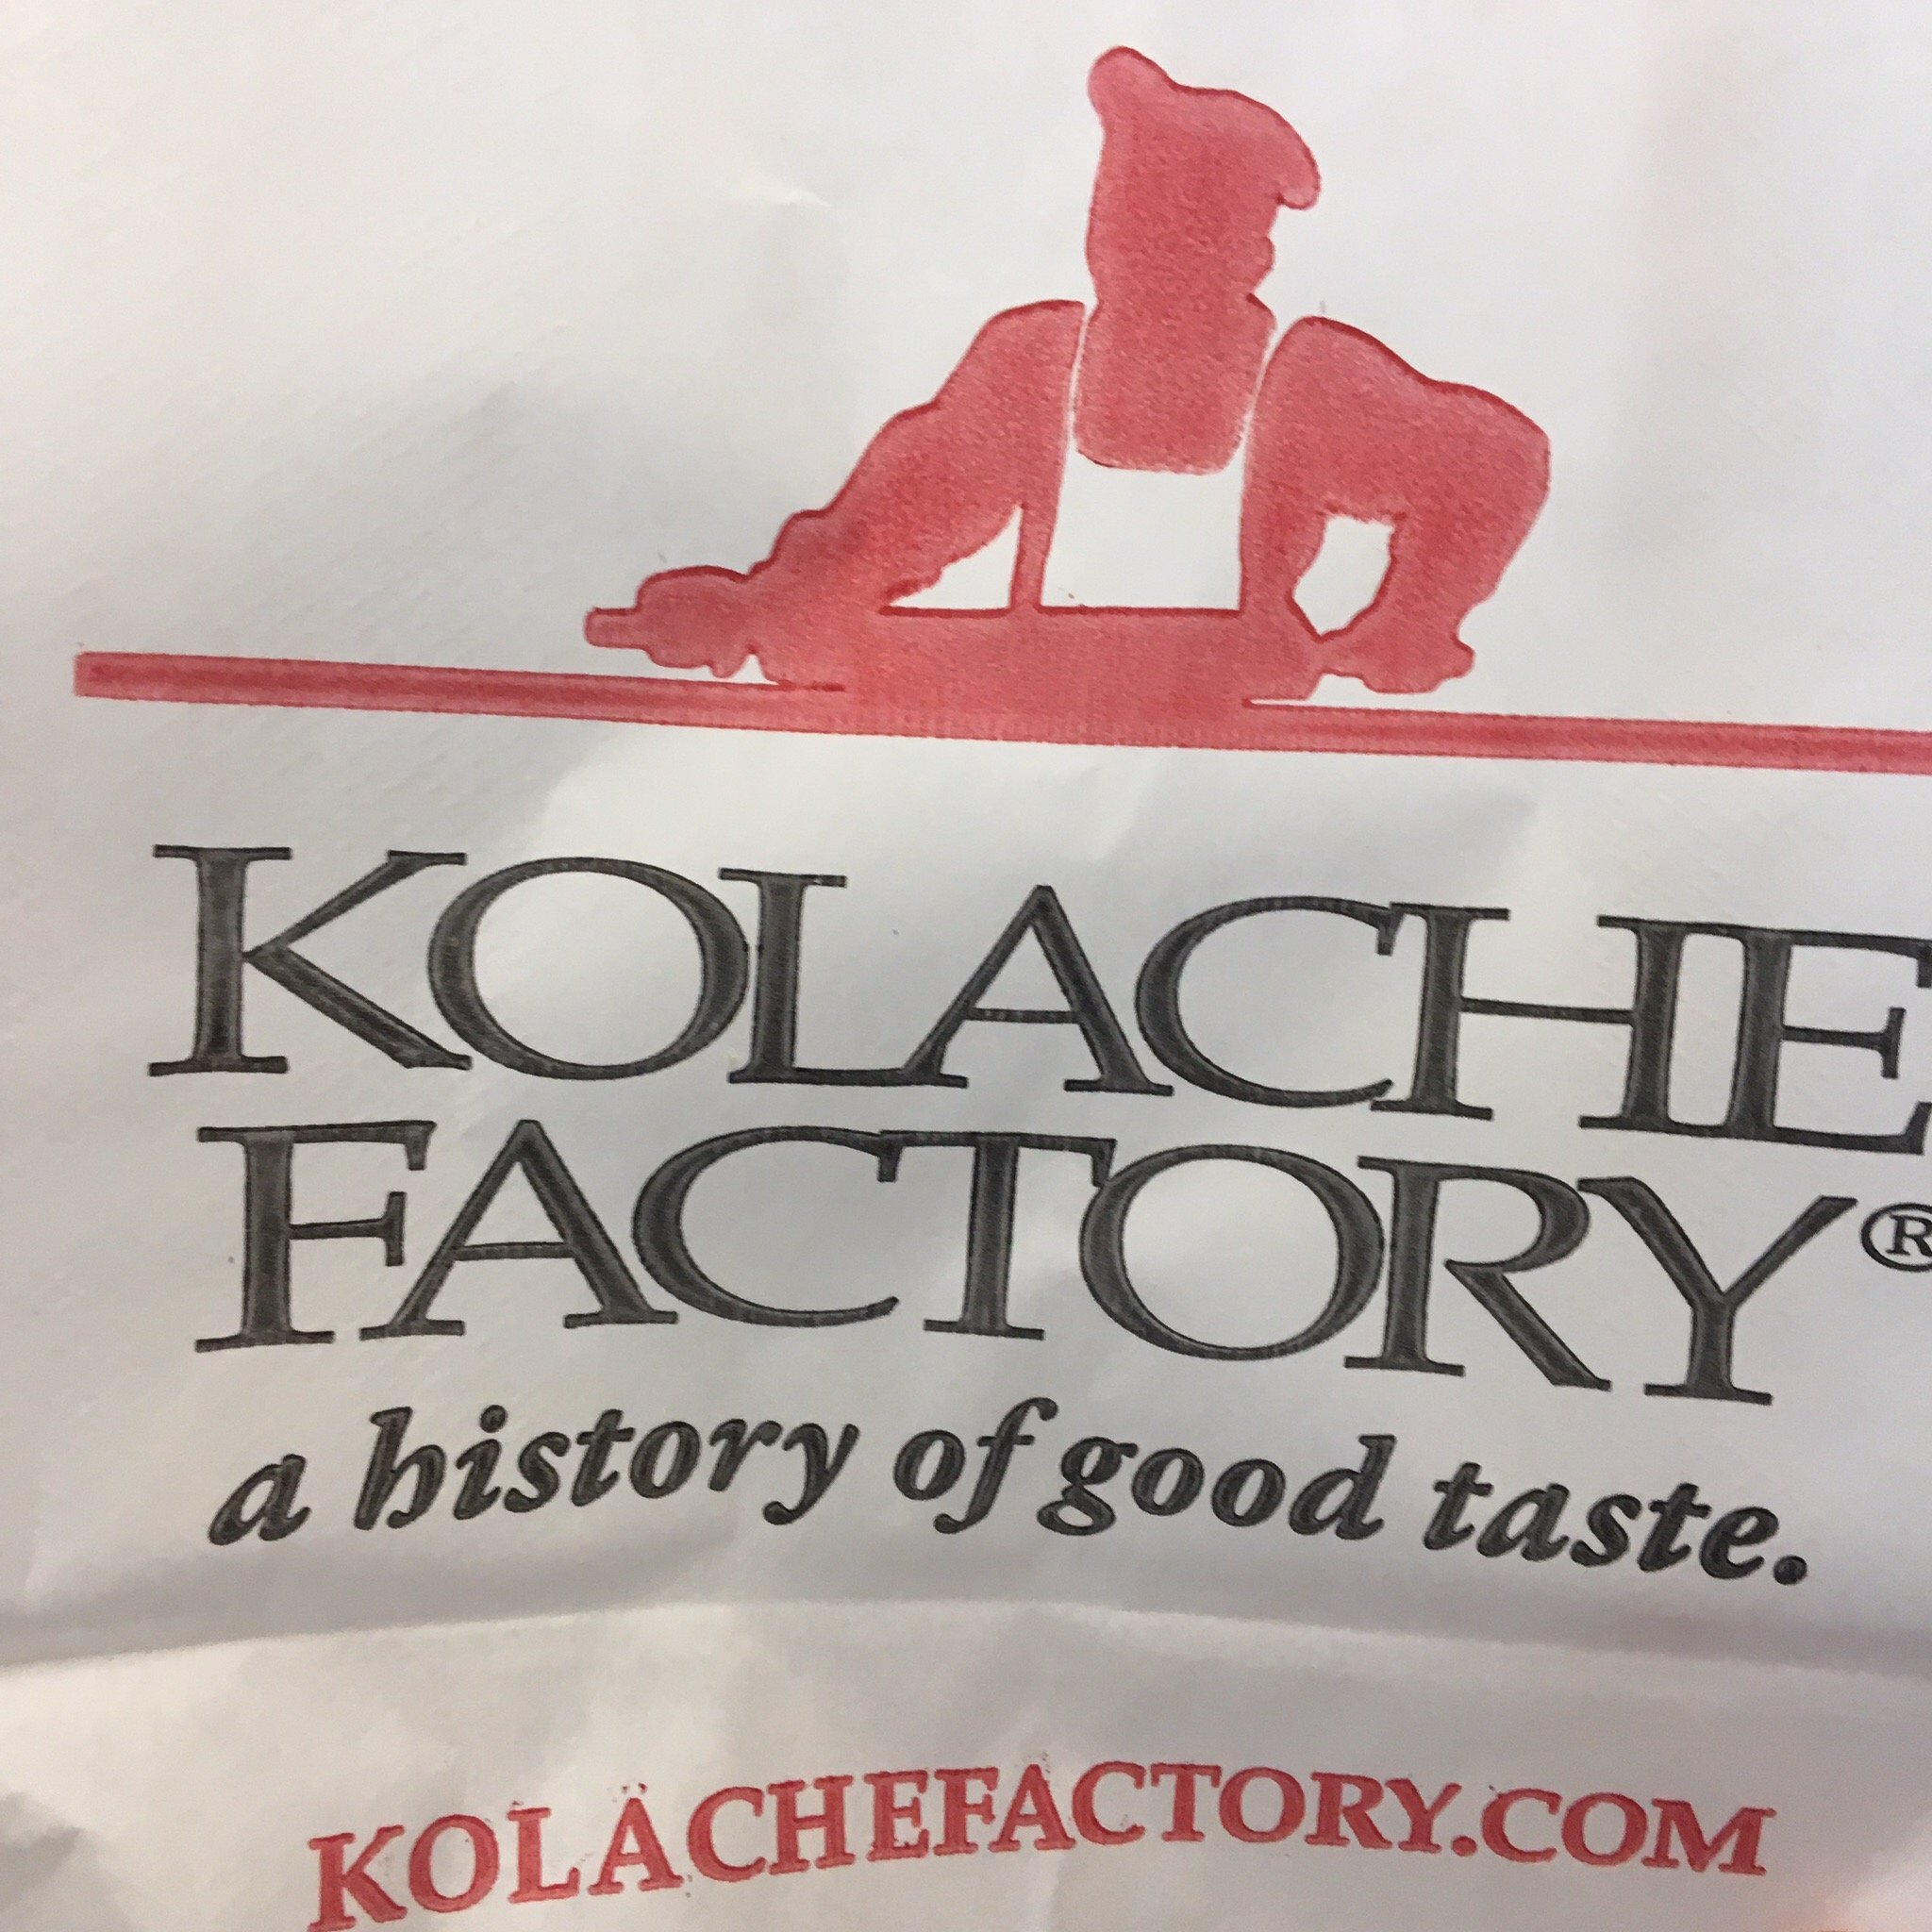 KOLACHE
FACTORY®
a history of good taste.
KOLACHEFACTORY.COM